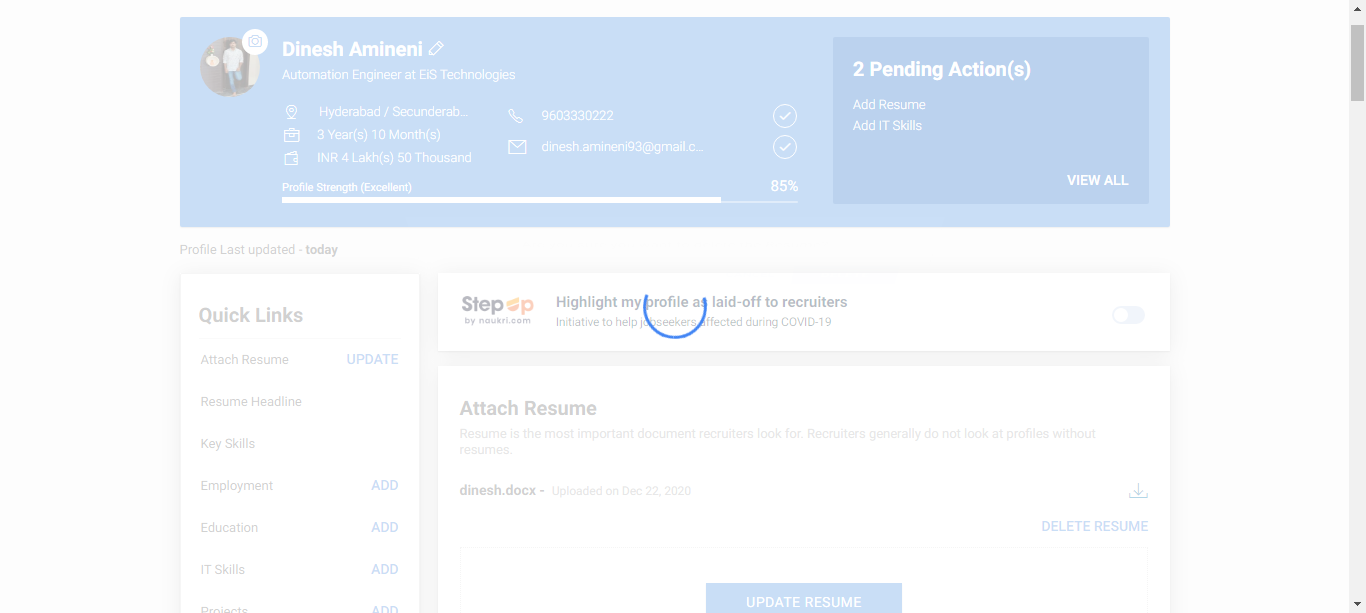 Dinesh Amineni
Automation Engineer at EiS Technologies
Hyderabad / Secunderab...
3 Year(s) 10 Month(s)
INR 4 Lakh(s) 50 Thousand
9603330222
dinesh.amineni93@gmail.c...
Profile Strength (Excellent)
85%
2 Pending Action(s)
Add Resume
Add IT Skills
VIEW ALL
Profile Last updated - today
Quick Links
Attach Resume UPDATE
Resume Headline
Key Skills
Employment ADD
Education ADD
IT Skills ADD
Projects ADD
StepUp
by naukri.com
Highlight my profile as laid-off to recruiters
Initiative to help jobseekers affected during COVID-19
Attach Resume
Resume is the most important document recruiters look for. Recruiters generally do not look at profiles without
resumes.
dinesh.docx - Uploaded on Dec 22, 2020
DELETE RESUME
UPDATE RESUME